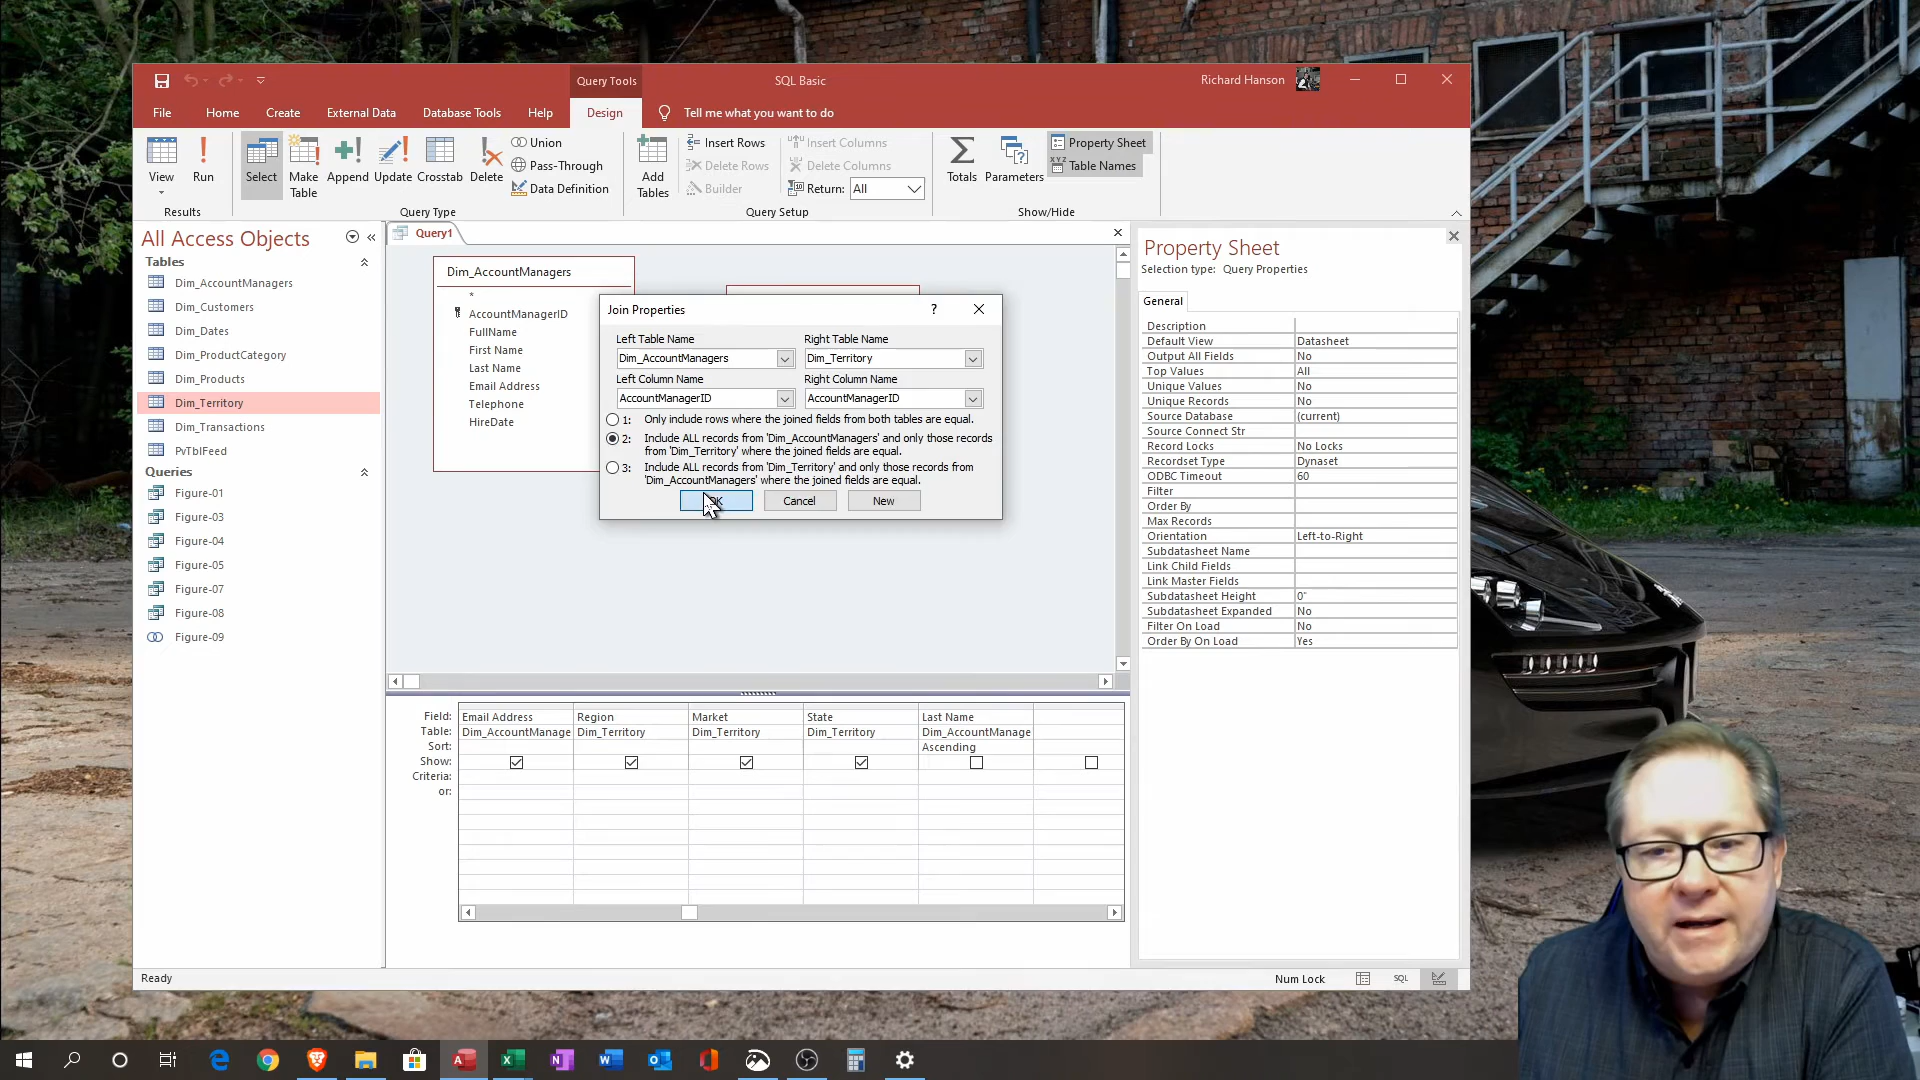 Query Tools
SQL Basic
Richard Hanson
File
Home
Create
External Data
Database Tools
Help
Design
Tell me what you want to do
View
Run
Select
Make
Table
Append
Update
Crosstab
Delete
Union
Pass-Through
Data Definition
Add
Tables
Insert Rows
Delete Rows
Builder
Insert Columns
Delete Columns
Return: All
Totals
Parameters
Property Sheet
XYZ
Table Names
Results
Query Type
Query Setup
Show/Hide
All Access Objects
Tables
Dim_AccountManagers
Dim_Customers
Dim_Dates
Dim_ProductCategory
Dim_Products
Dim_Territory
Dim_Transactions
PvTblFeed
Queries
Figure-01
Figure-03
Figure-04
Figure-05
Figure-07
Figure-08
Figure-09
Query1
Dim_AccountManagers
*
AccountManagerID
FullName
First Name
Last Name
Email Address
Telephone
HireDate
Join Properties
?
Left Table Name
Right Table Name
Dim_AccountManagers
Dim_Territory
Left Column Name
Right Column Name
AccountManagerID
AccountManagerID
1: Only include rows where the joined fields from both tables are equal.
2: Include ALL records from 'Dim_AccountManagers' and only those records
from 'Dim_Territory' where the joined fields are equal.
3: Include ALL records from 'Dim_Territory' and only those records from
'Dim_AccountManagers' where the joined fields are equal.
OK
Cancel
New
Field: Email Address Region Market State Last Name
Table: Dim_AccountManage Dim_Territory Dim_Territory Dim_Territory Dim_AccountManage
Sort: Ascending
Show:
Criteria:
or:
Property Sheet
Selection type: Query Properties
General
Description
Default View Datasheet
Output All Fields No
Top Values All
Unique Values No
Unique Records No
Source Database (current)
Source Connect Str
Record Locks No Locks
Recordset Type Dynaset
ODBC Timeout 60
Filter
Order By
Max Records
Orientation Left-to-Right
Subdatasheet Name
Link Child Fields
Link Master Fields
Subdatasheet Height 0"
Subdatasheet Expanded No
Filter On Load No
Order By On Load Yes
Ready
Num Lock
SQL